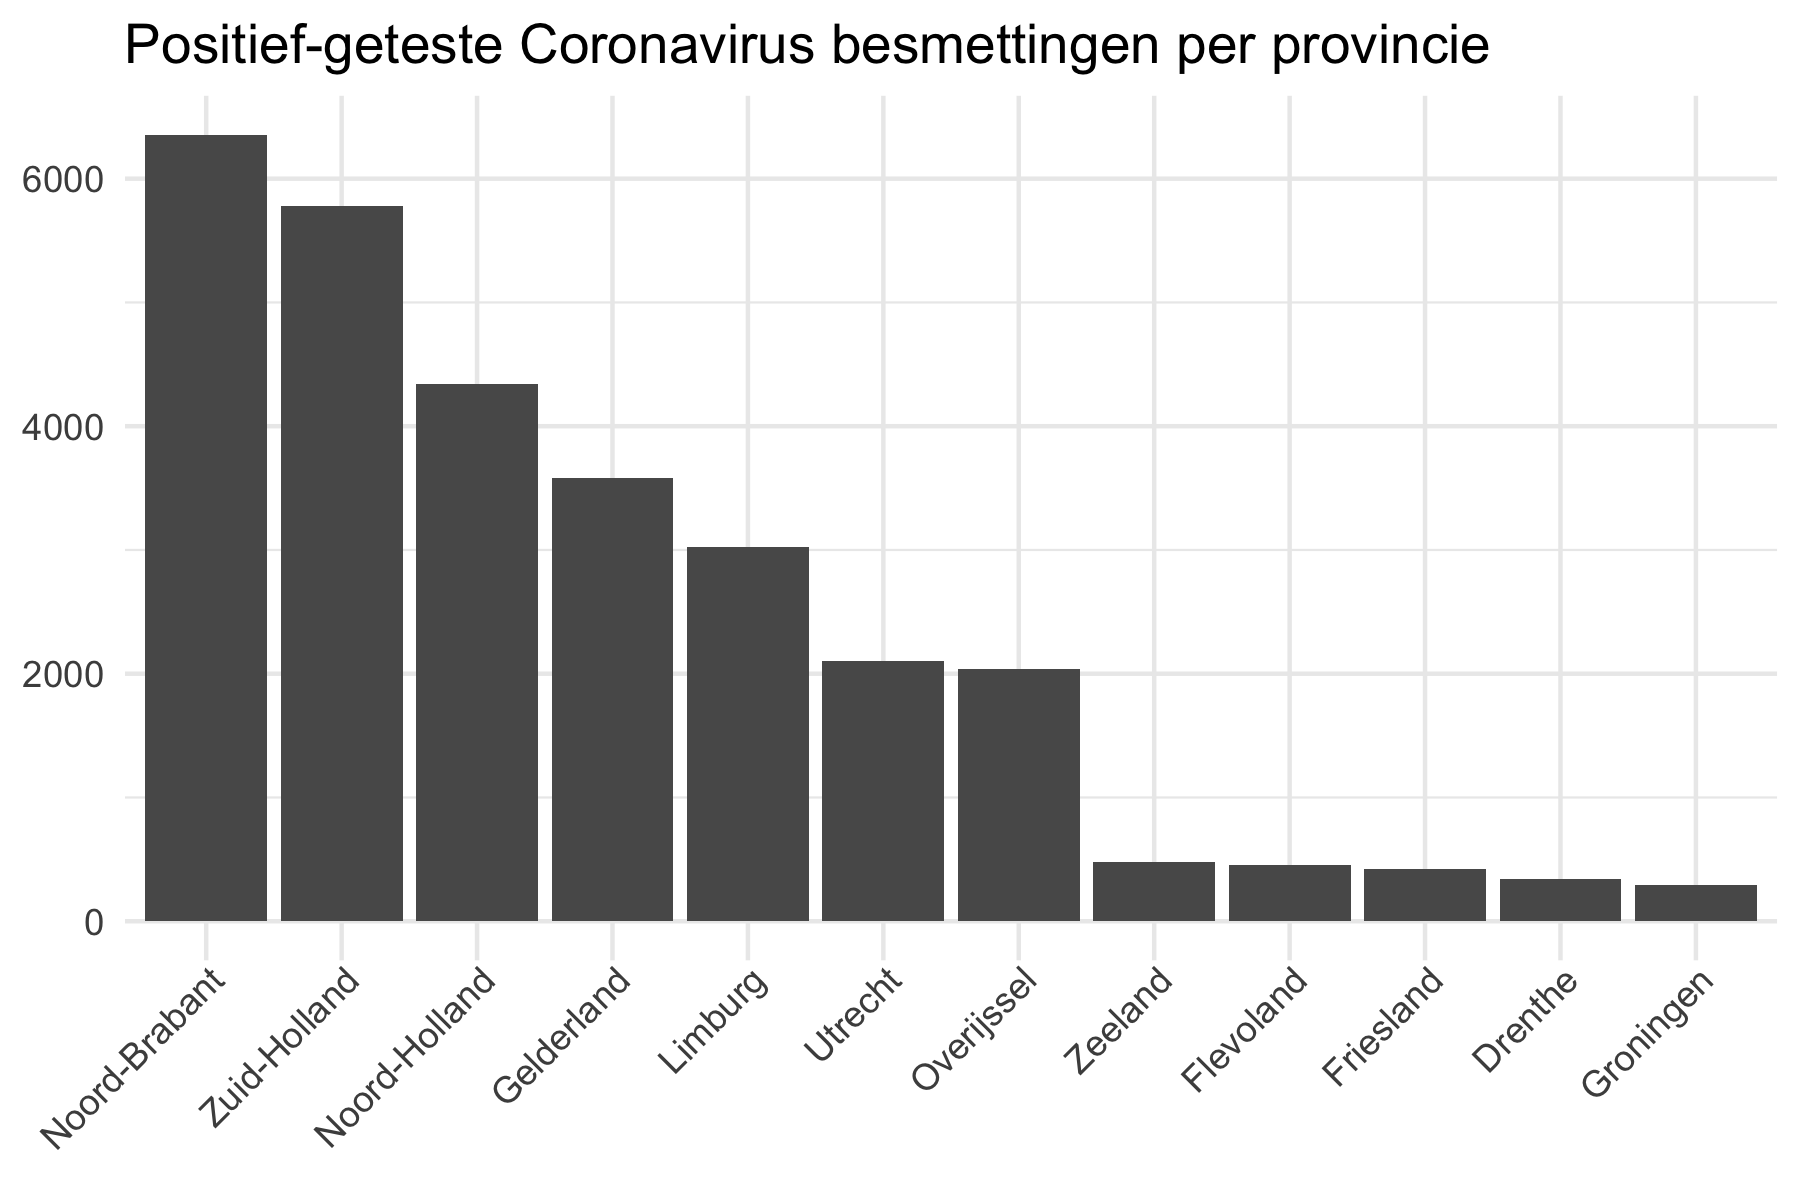 Positief-geteste Coronavirus besmettingen per provincie
6000
4000
2000
0
Noord-Brabant
Zuid-Holland
Noord-Holland
Gelderland
Limburg
Utrecht
Overijssel
Zeeland
Flevoland
Friesland
Drenthe
Groningen